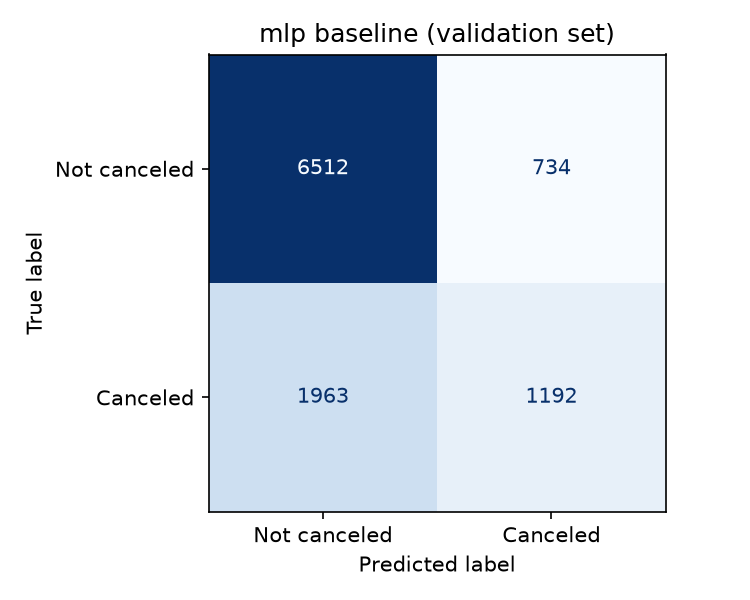 mlp baseline (validation set)
True label
Not canceled
6512
734
Canceled
1963
1192
Not canceled
Canceled
Predicted label